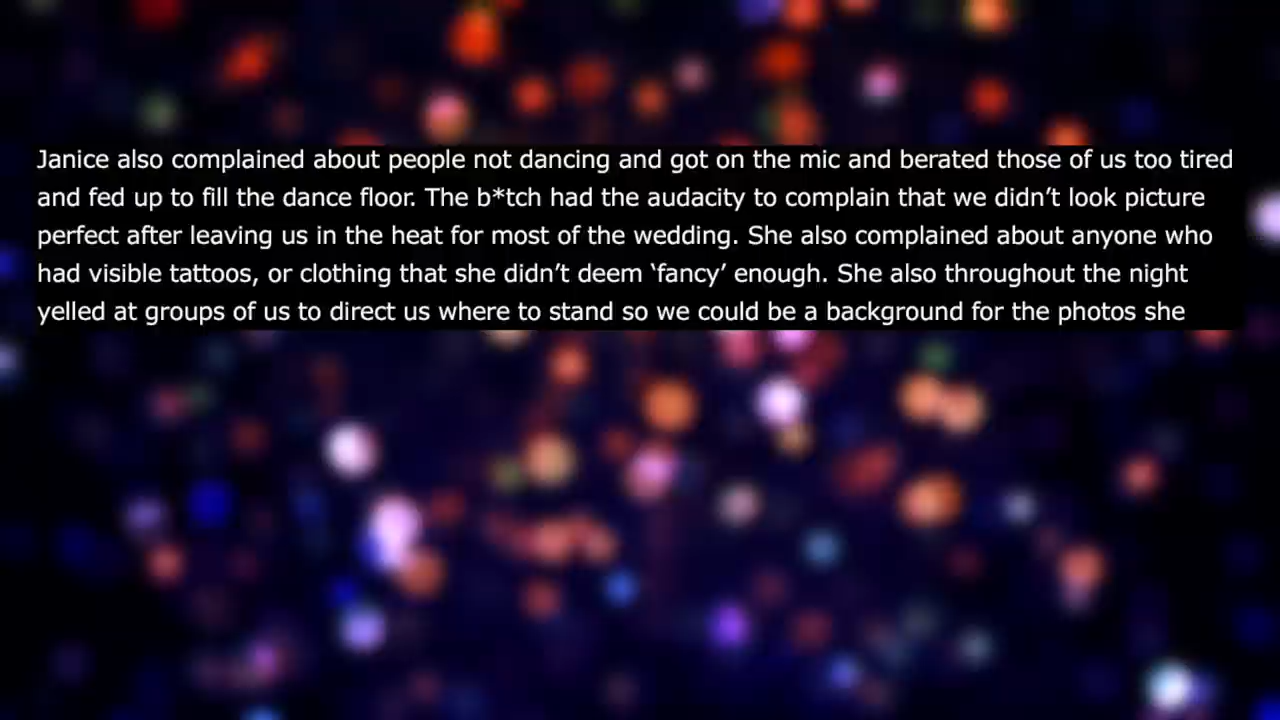 Janice also complained about people not dancing and got on the mic and berated those of us too tired
and fed up to fill the dance floor. The b*tch had the audacity to complain that we didn’t look picture
perfect after leaving us in the heat for most of the wedding. She also complained about anyone who
had visible tattoos, or clothing that she didn’t deem ‘fancy’ enough. She also throughout the night
yelled at groups of us to direct us where to stand so we could be a background for the photos she